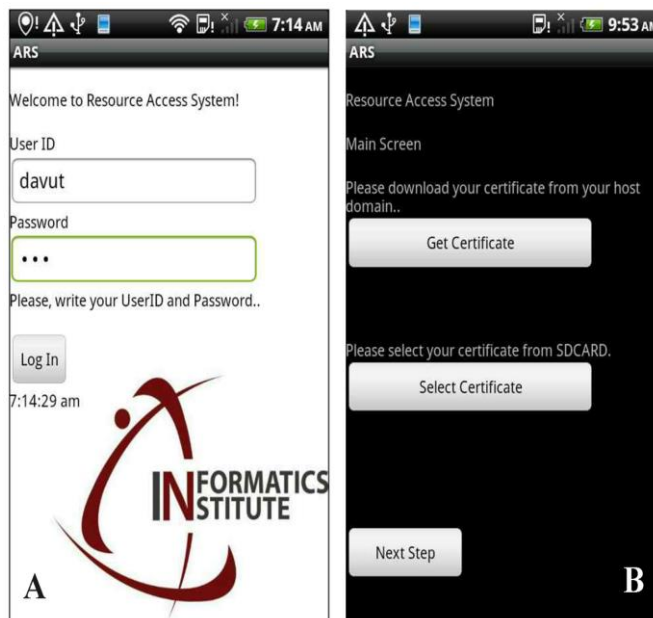 7:14 AM
ARS
Welcome to Resource Access System!
User ID
davut
Password
•••
Please, write your UserID and Password..
Log In
7:14:29 am
INFORMATICS
INSTITUTE
A
9:53 AM
ARS
Resource Access System
Main Screen
Please download your certificate from your host
domain..
Get Certificate
Please select your certificate from SDCARD.
Select Certificate
Next Step
B